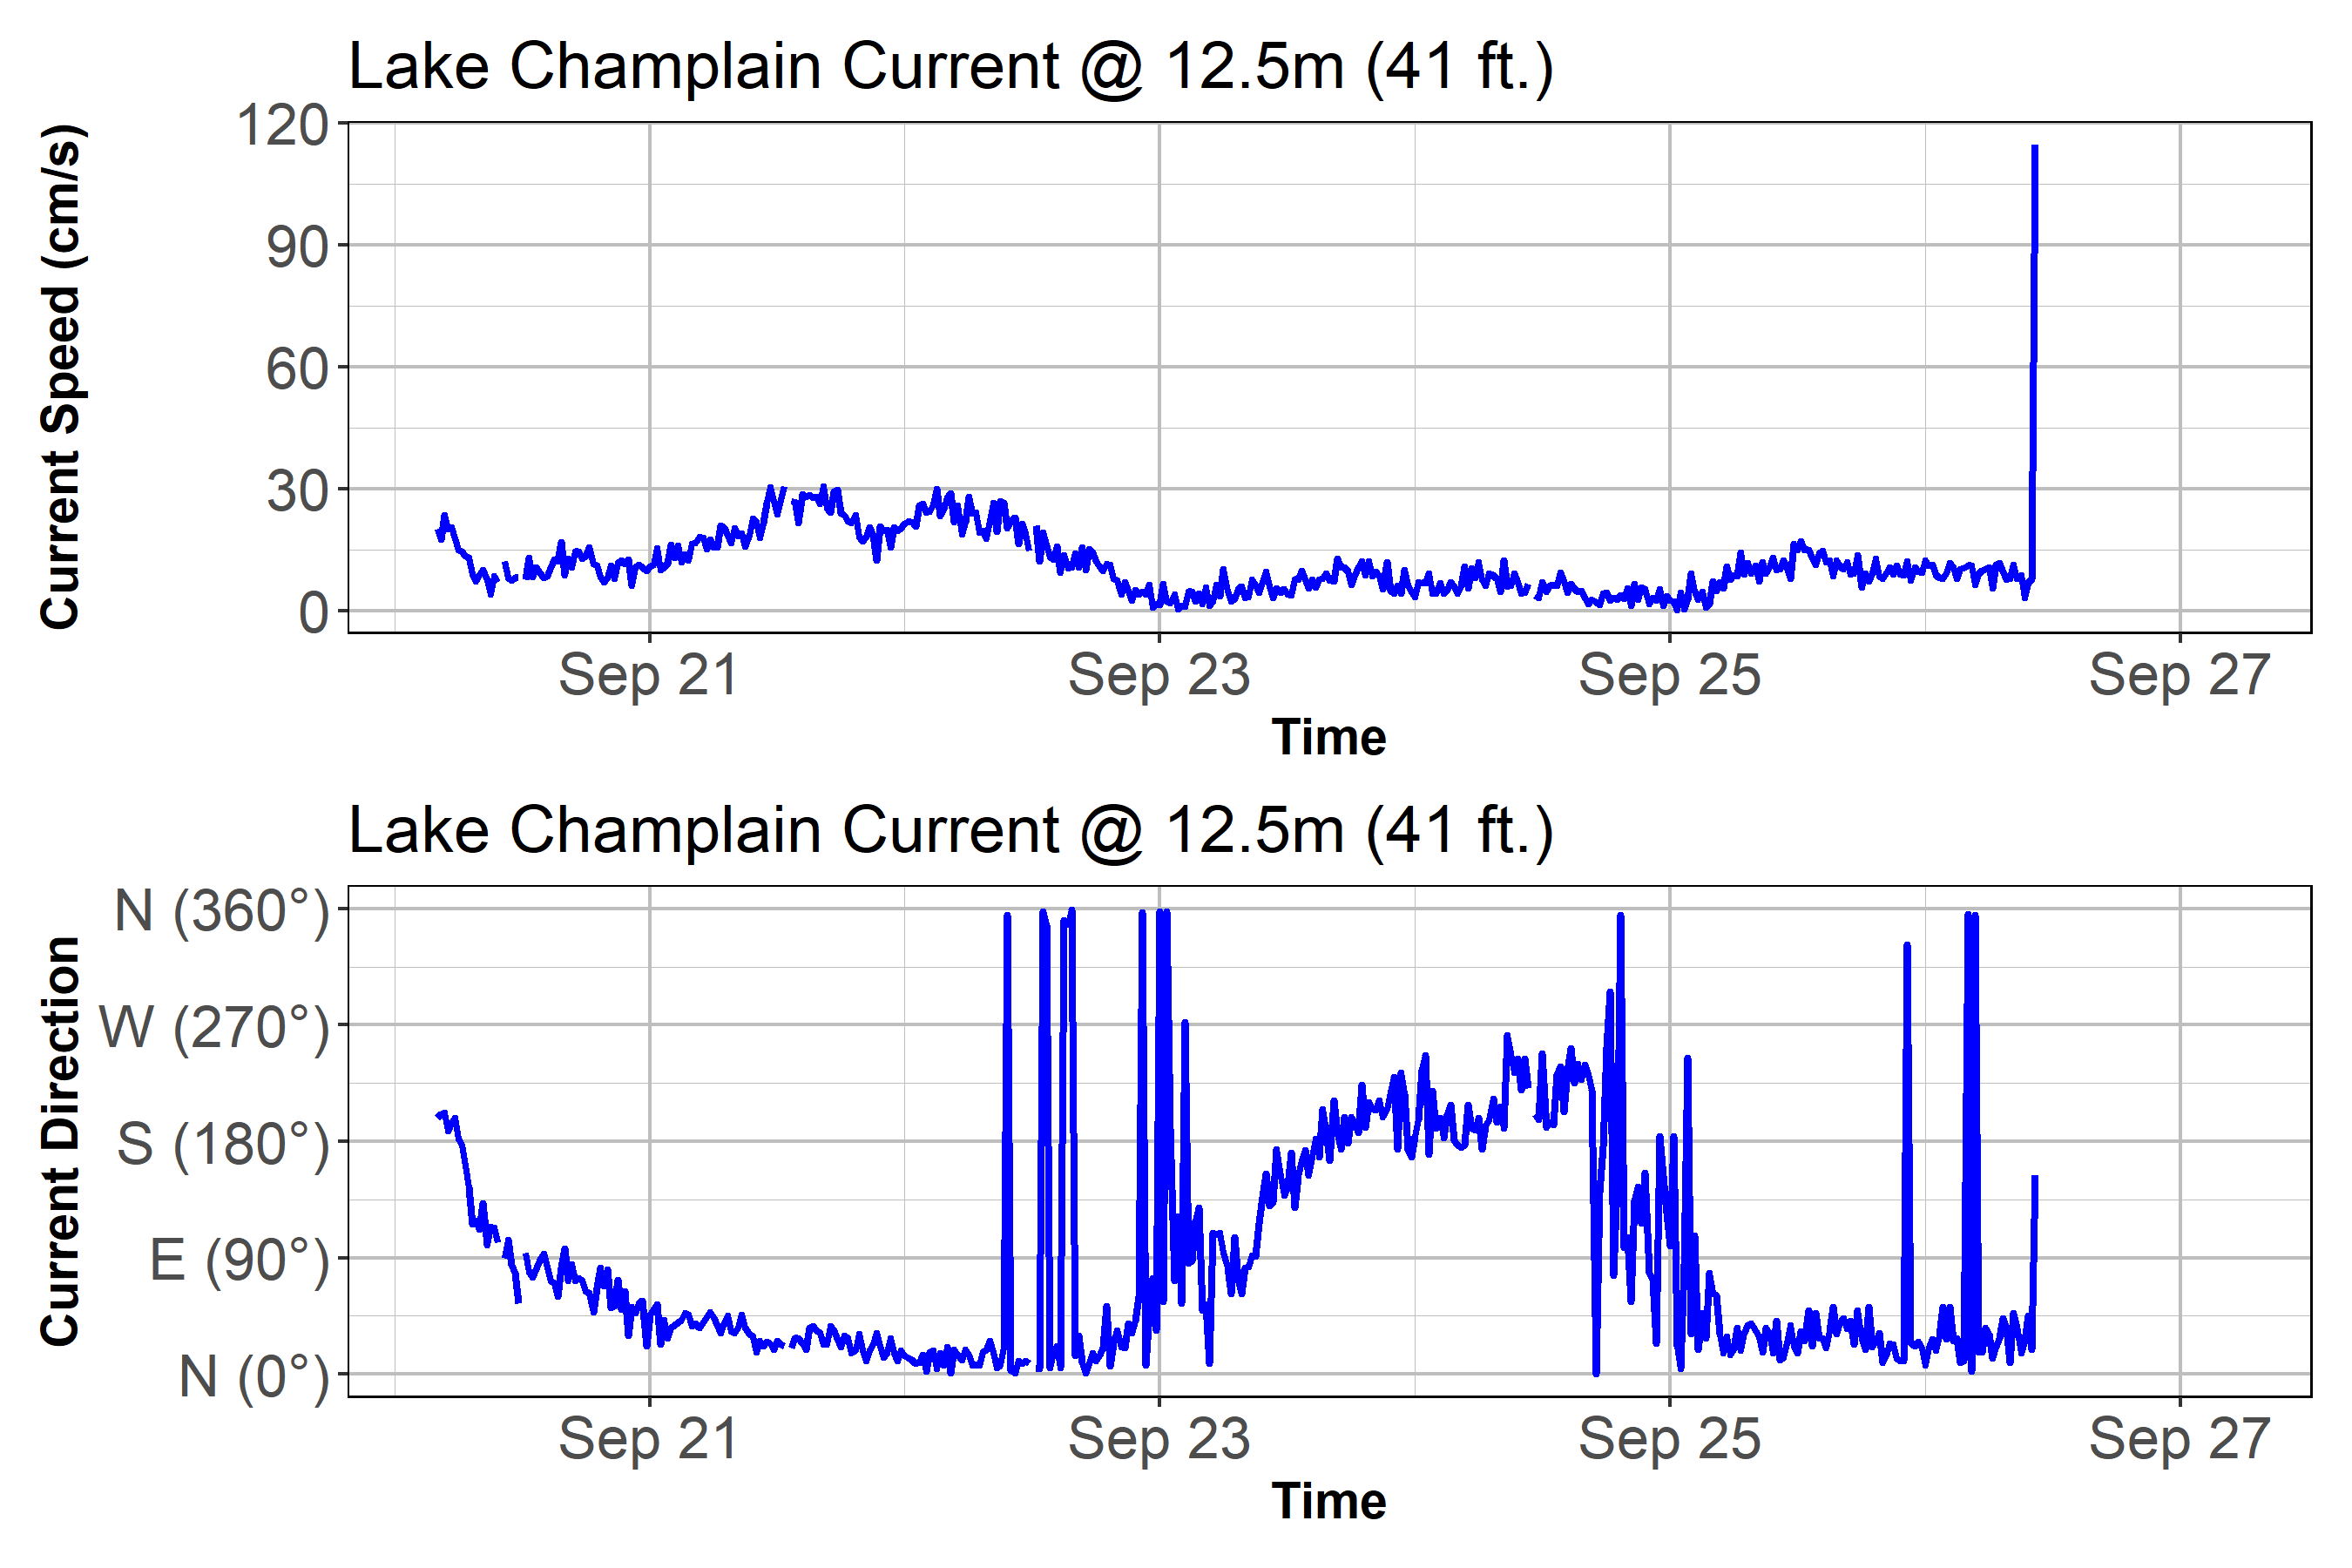 Lake Champlain Current @ 12.5m (41 ft.)
Current Speed (cm/s)
120
90
60
30
0
Sep 21 Sep 23 Sep 25 Sep 27
Time
Lake Champlain Current @ 12.5m (41 ft.)
Current Direction
N (360°)
W (270°)
S (180°)
E (90°)
N (0°)
Sep 21 Sep 23 Sep 25 Sep 27
Time